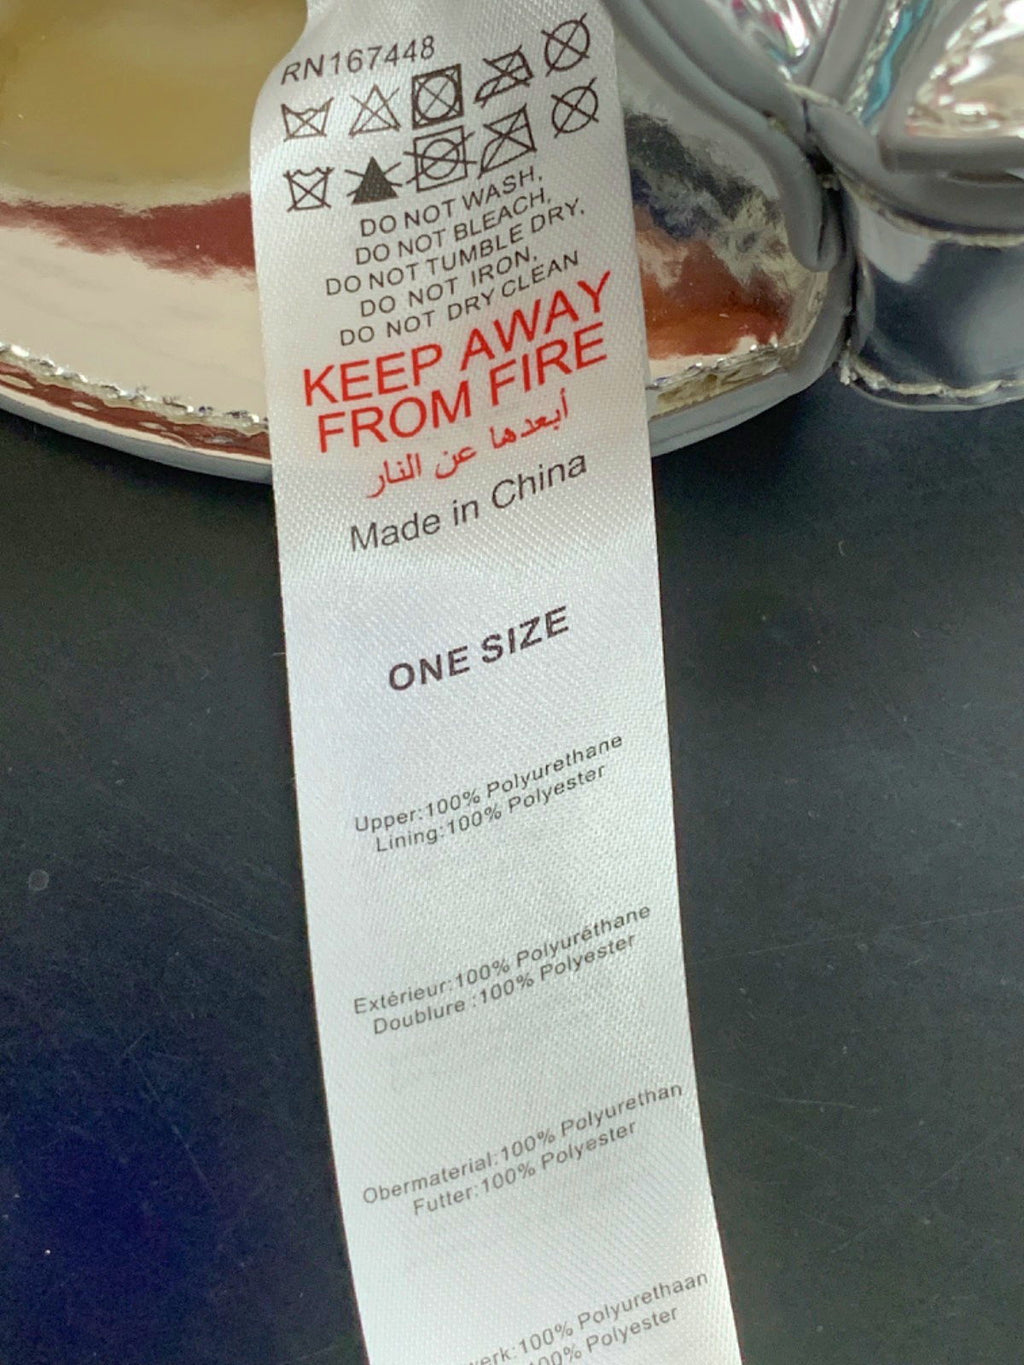 RN167448
DO NOT WASH,
DO NOT BLEACH,
DO NOT TUMBLE DRY,
DO NOT IRON,
DO NOT DRY CLEAN
KEEP AWAY
FROM FIRE
أبعدها عن النار
Made in China
ONE SIZE
Upper:100% Polyurethane
Lining:100% Polyester
Extérieur:100% Polyuréthane
Doublure :100% Polyester
Obermaterial:100% Polyurethan
Futter:100% Polyester
100% Polyurethaan
Polyester